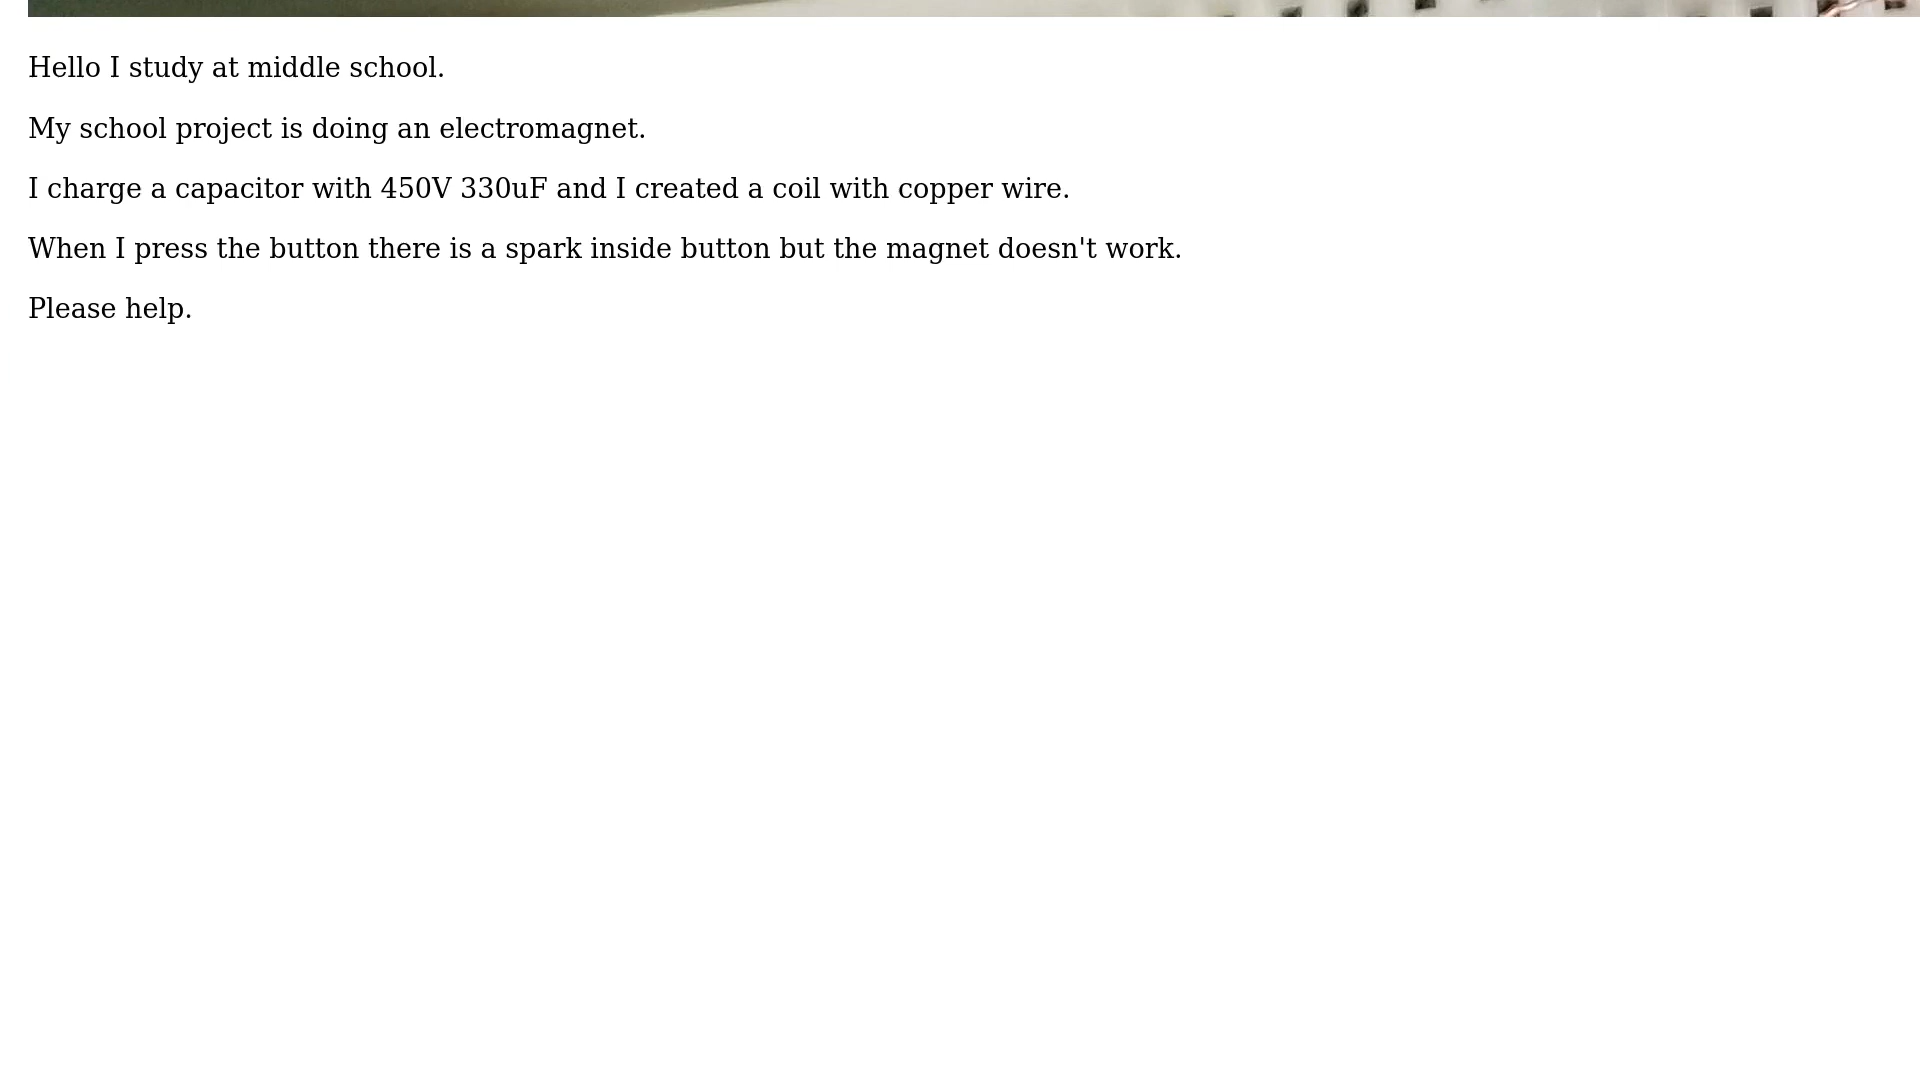 Hello I study at middle school.
My school project is doing an electromagnet.
I charge a capacitor with 450V 330uF and I created a coil with copper wire.
When I press the button there is a spark inside button but the magnet doesn't work.
Please help.